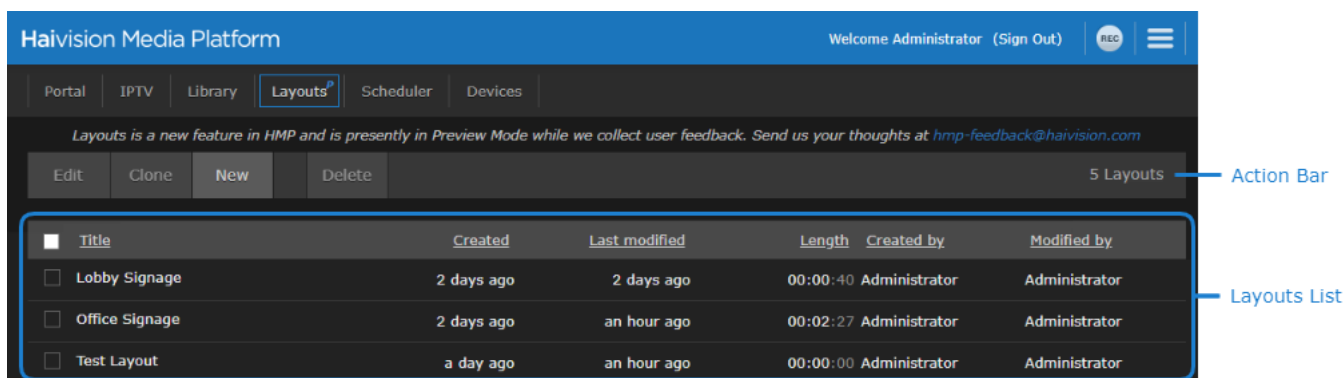 Haivision Media Platform Welcome Administrator (Sign Out) REC
Portal IPTV Library Layouts P Scheduler Devices
Layouts is a new feature in HMP and is presently in Preview Mode while we collect user feedback. Send us your thoughts at hmp-feedback@haivision.com
Edit Clone New Delete 5 Layouts Action Bar
Title Created Last modified Length Created by Modified by
Lobby Signage 2 days ago 2 days ago 00:00:40 Administrator Administrator
Layouts List
Office Signage 2 days ago an hour ago 00:02:27 Administrator Administrator
Test Layout a day ago an hour ago 00:00:00 Administrator Administrator